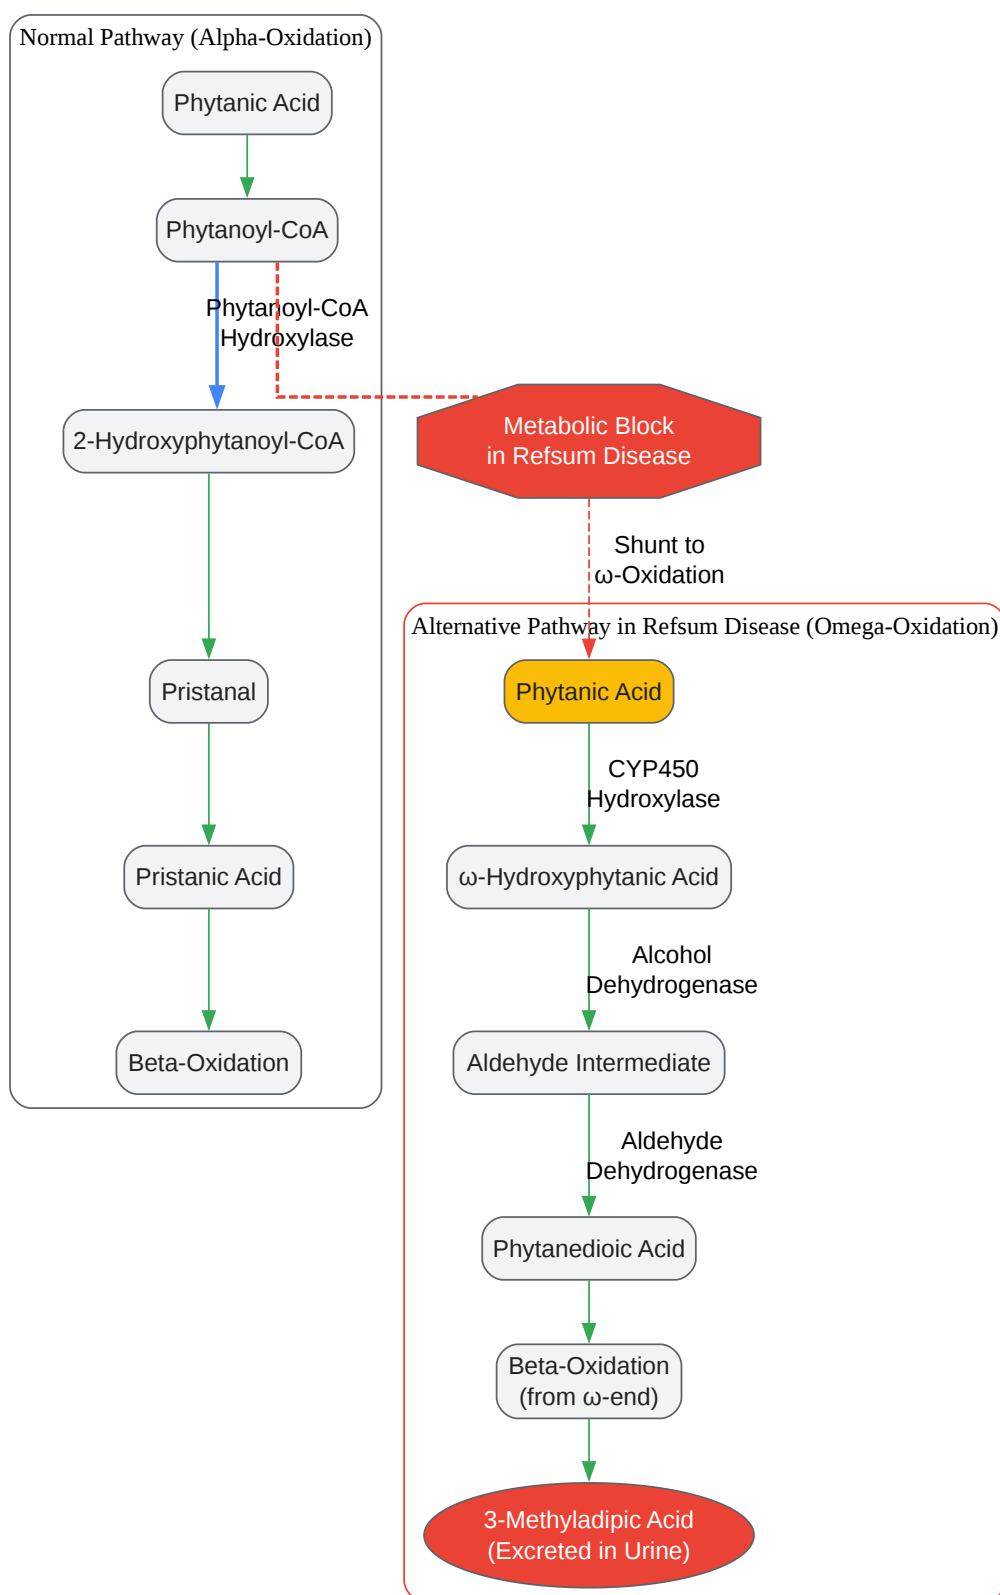 Normal Pathway (Alpha-Oxidation)
Phytanic Acid
Phytanoyl-CoA
Phytanoyl-CoA
Hydroxylase
2-Hydroxyphytanoyl-CoA
Pristanal
Pristanic Acid
Beta-Oxidation
Metabolic Block
in Refsum Disease
Shunt to
ω-Oxidation
Alternative Pathway in Refsum Disease (Omega-Oxidation)
Phytanic Acid
CYP450
Hydroxylase
ω-Hydroxyphytanic Acid
Alcohol
Dehydrogenase
Aldehyde Intermediate
Aldehyde
Dehydrogenase
Phytanedioic Acid
Beta-Oxidation
(from ω-end)
3-Methyladipic Acid
(Excreted in Urine)